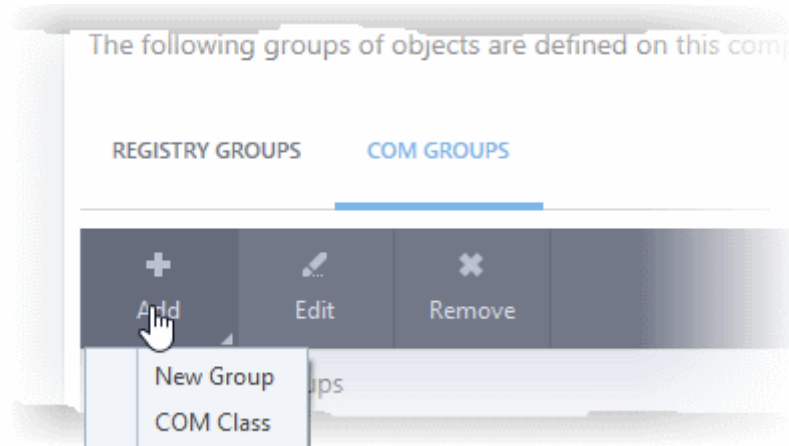 The following groups of objects are defined on this comp
REGISTRY GROUPS COM GROUPS
Add Edit Remove
New Group
COM Class